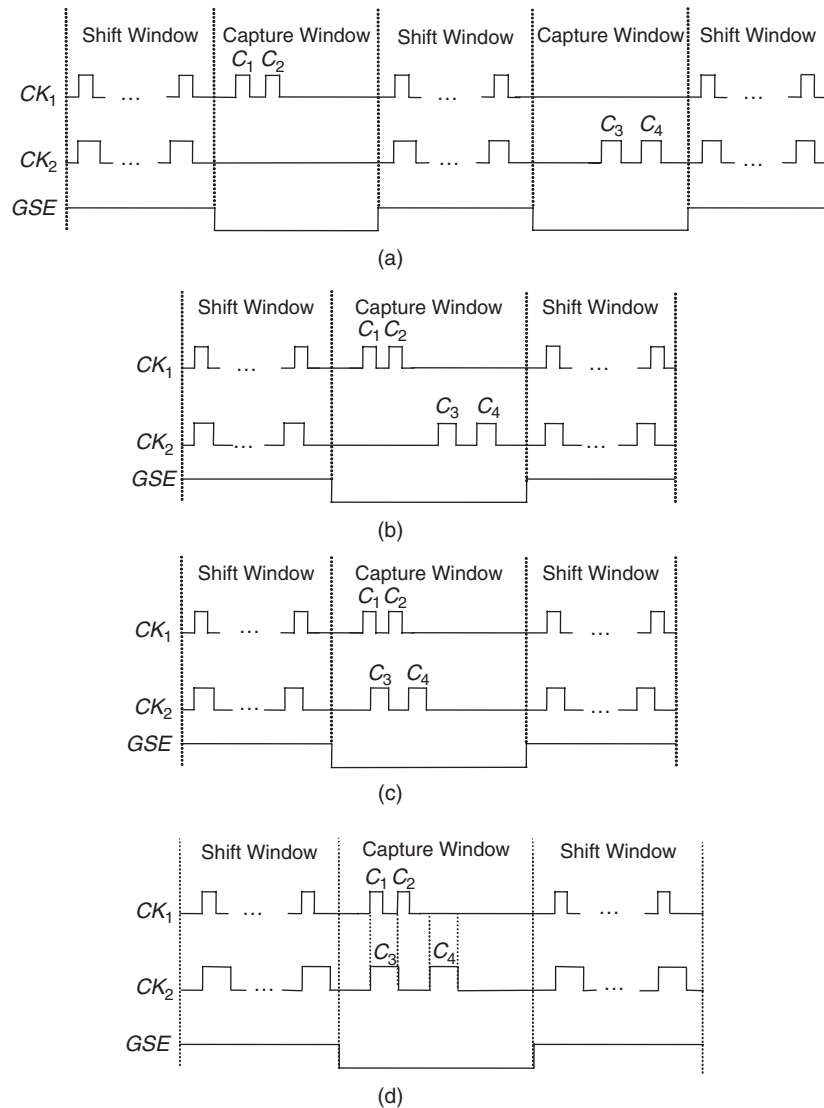 Shift Window Capture Window Shift Window Capture Window Shift Window
C1 C2
CK1 ... ... ...
C3 C4
CK2 ... ... ...
GSE
(a)
Shift Window Capture Window Shift Window
C1 C2
CK1 ... ...
C3 C4
CK2 ... ...
GSE
(b)
Shift Window Capture Window Shift Window
C1 C2
CK1 ... ...
C3 C4
CK2 ... ...
GSE
(c)
Shift Window Capture Window Shift Window
C1 C2
CK1 ... ...
C3 C4
CK2 ... ...
GSE
(d)